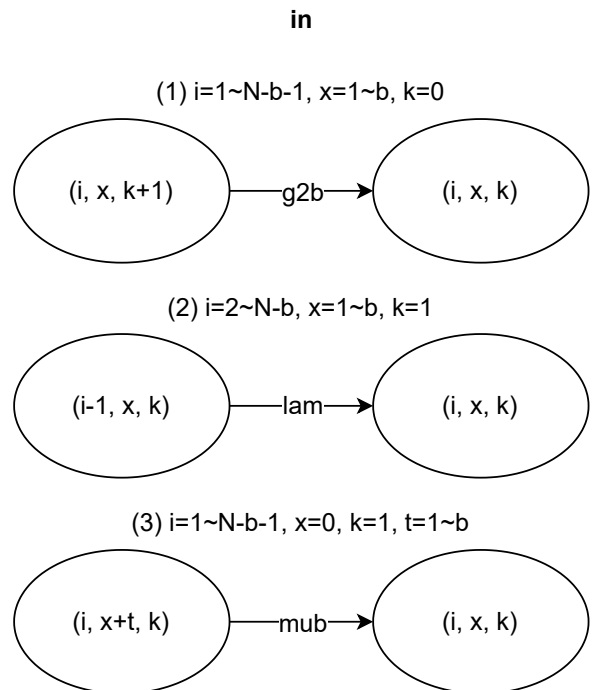 in
(1) i=1~N-b-1, x=1~b, k=0
(i, x, k+1) g2b (i, x, k)
(2) i=2~N-b, x=1~b, k=1
(i-1, x, k) lam (i, x, k)
(3) i=1~N-b-1, x=0, k=1, t=1~b
(i, x+t, k) mub (i, x, k)